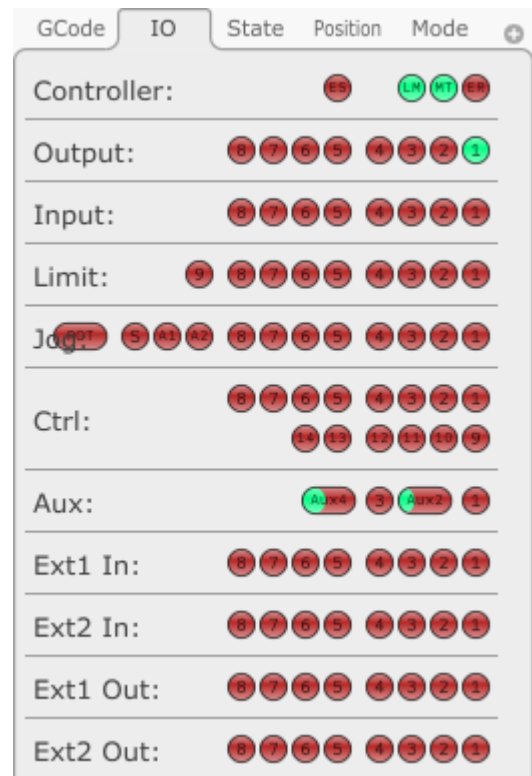 GCode IO State Position Mode
Controller: ES LM MT ER
Output: 8 7 6 5 4 3 2 1
Input: 8 7 6 5 4 3 2 1
Limit: 9 8 7 6 5 4 3 2 1
Jog: POT S A1 A2 8 7 6 5 4 3 2 1
8 7 6 5 4 3 2 1
Ctrl:
14 13 12 11 10 9
Aux: Aux4 3 Aux2 1
Ext1 In: 8 7 6 5 4 3 2 1
Ext2 In: 8 7 6 5 4 3 2 1
Ext1 Out: 8 7 6 5 4 3 2 1
Ext2 Out: 8 7 6 5 4 3 2 1